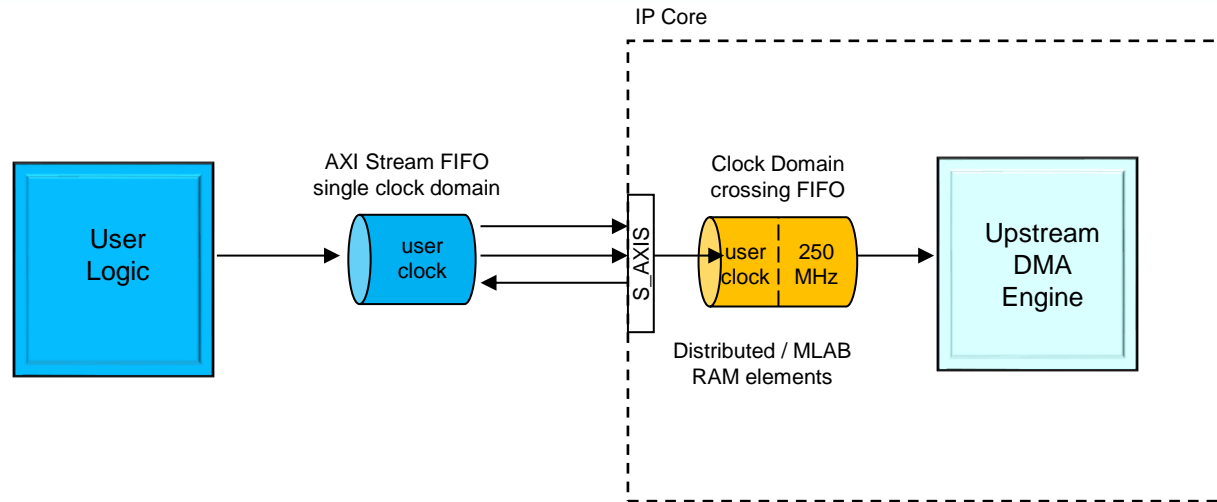 IP Core
AXI Stream FIFO
single clock domain
Clock Domain
crossing FIFO
User
Logic
user
clock
S_AXIS
user
clock
250
MHz
Upstream
DMA
Engine
Distributed / MLAB
RAM elements